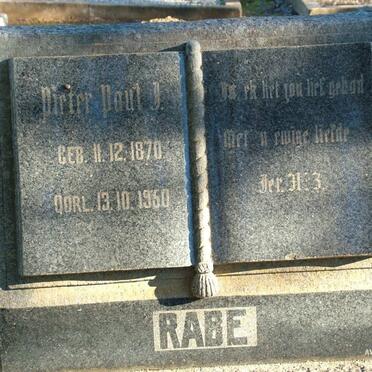 Pieter Paul J.
GEB. 11. 12. 1870
OORL. 13. 10. 1960
Ja, ek het jou lief gehad
Met 'n ewige liefde
Jer. 31: 3.
RABE